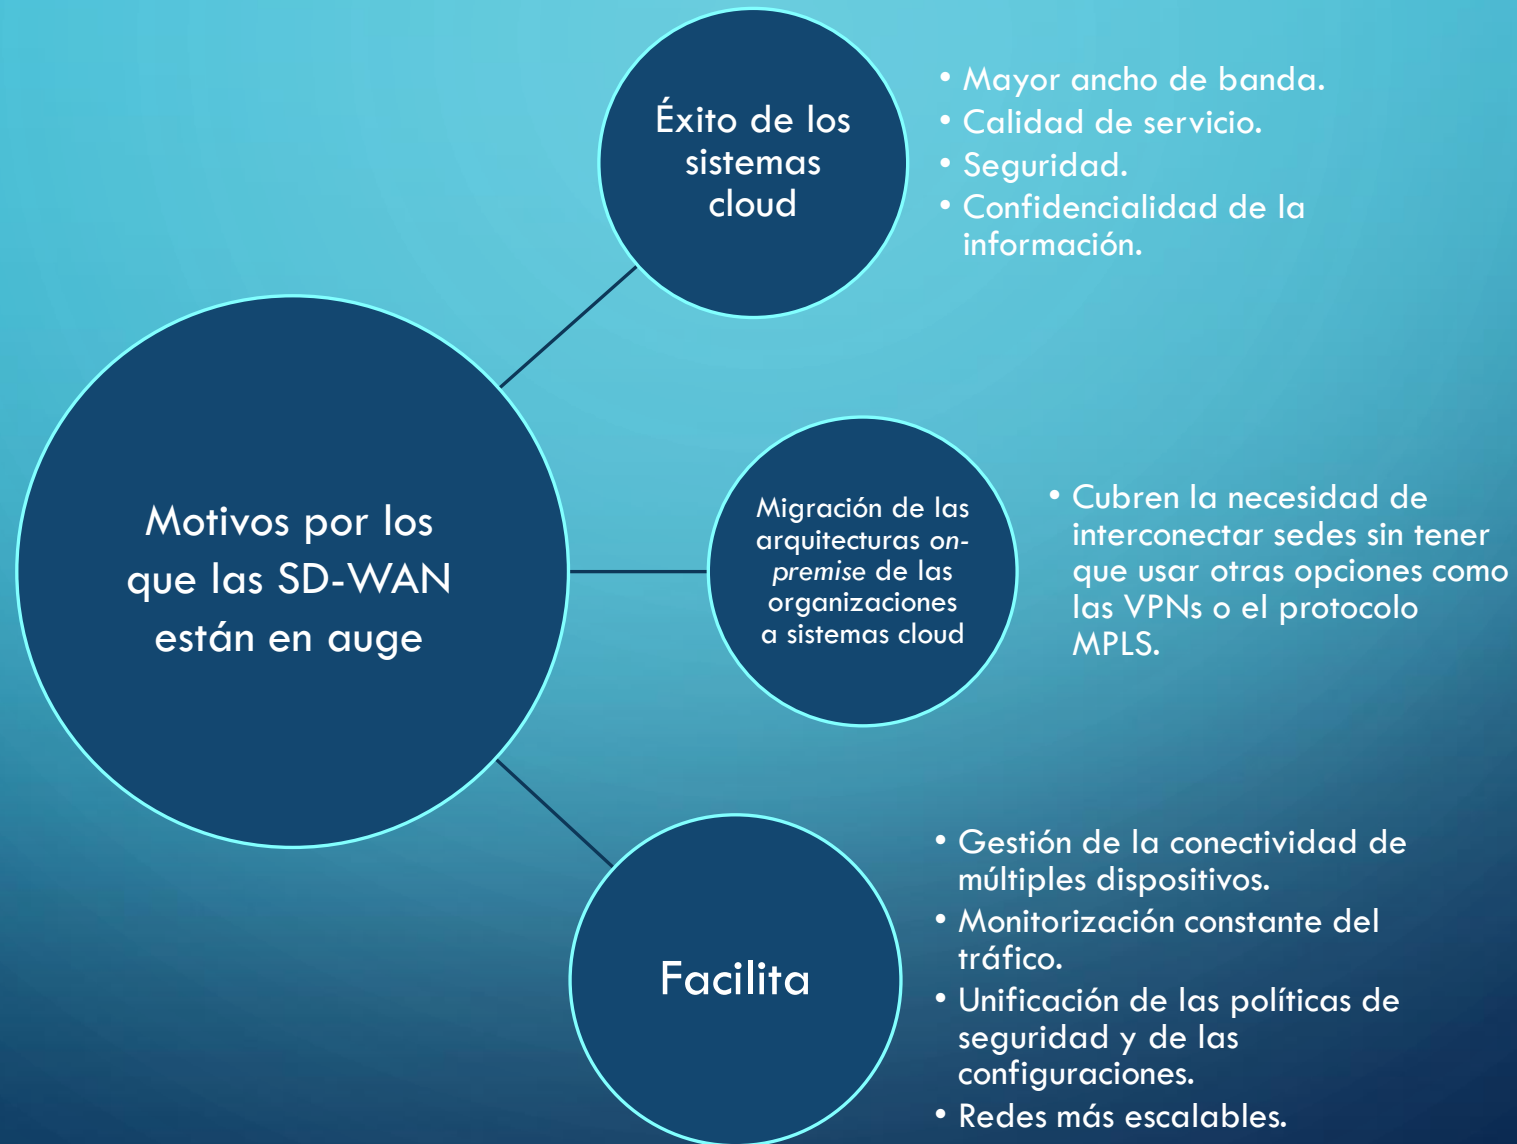 Motivos por los
que las SD-WAN
están en auge
Éxito de los
sistemas
cloud
• Mayor ancho de banda.
• Calidad de servicio.
• Seguridad.
• Confidencialidad de la
información.
Migración de las
arquitecturas on-
premise de las
organizaciones
a sistemas cloud
• Cubren la necesidad de
interconectar sedes sin tener
que usar otras opciones como
las VPNs o el protocolo
MPLS.
Facilita
• Gestión de la conectividad de
múltiples dispositivos.
• Monitorización constante del
tráfico.
• Unificación de las políticas de
seguridad y de las
configuraciones.
• Redes más escalables.